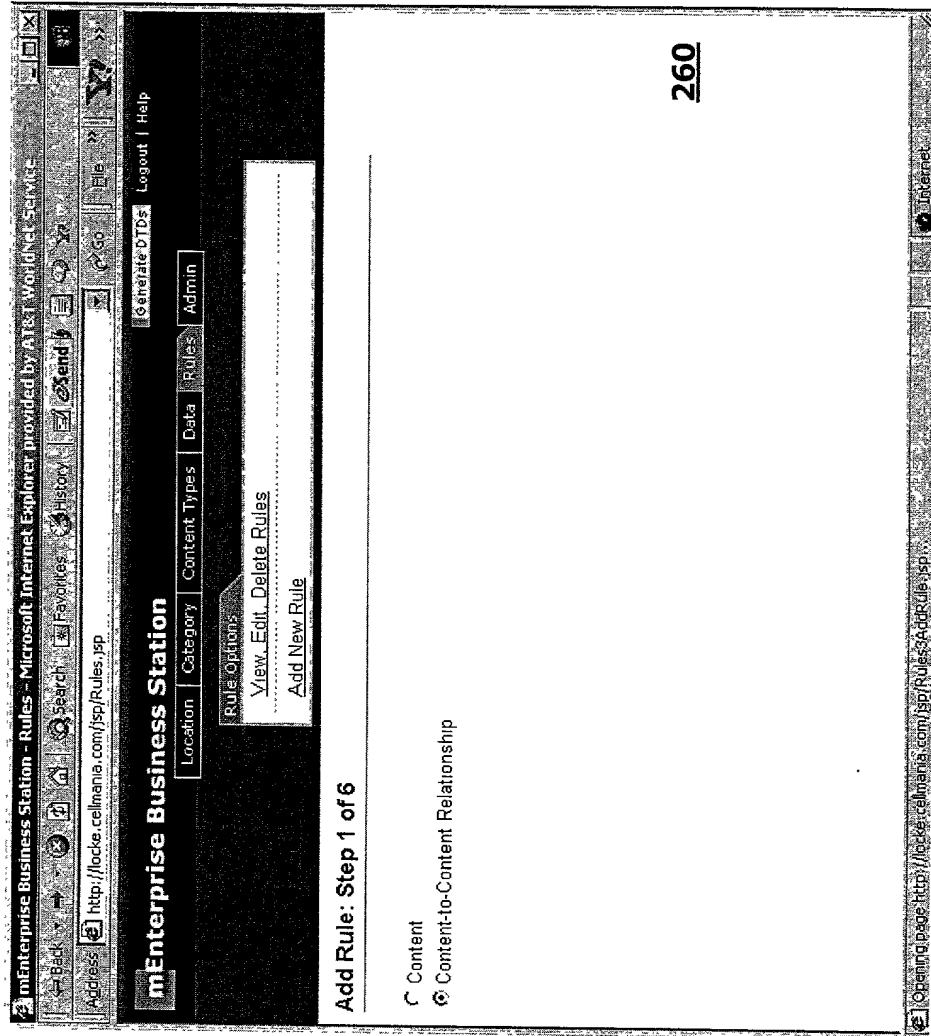 mEnterprise Business Station - Rules - Microsoft Internet Explorer provided by AT&T WorldNet Service
Back Search Favorites History Send
Address http://locke.cellmania.com/jsp/Rules.jsp Go File
mEnterprise Business Station
Generate DTDs Logout | Help
Location Category Content Types Data Rules Admin
Rule Options
View, Edit, Delete Rules
Add New Rule
Add Rule: Step 1 of 6
Content
Content-to-Content Relationship
260
Opening page http://locke.cellmania.com/jsp/Rules3AddRule.jsp... Internet